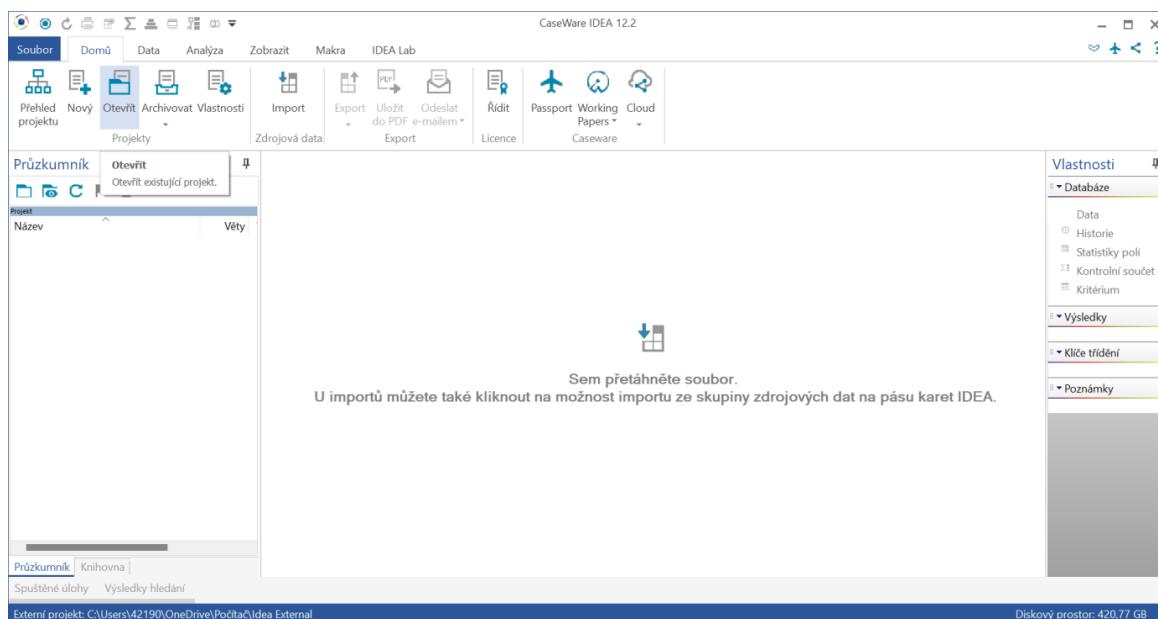 CaseWare IDEA 12.2
Soubor Domů Data Analýza Zobrazit Makra IDEA Lab
Přehled projektu Nový Otevřít Archivovat Vlastnosti Import Export Uložit do PDF Odeslat e-mailem Řídit Passport Working Papers Cloud
Projekty Zdrojová data Export Licence Caseware
Průzkumník
Otevřít
Otevřít existující projekt.
Projekt
Název Věty
Sem přetáhněte soubor.
U importů můžete také kliknout na možnost importu ze skupiny zdrojových dat na pásu karet IDEA.
Vlastnosti
Databáze
Data
Historie
Statistiky polí
Kontrolní součet
Kritérium
Výsledky
Klíče třídění
Poznámky
Průzkumník Knihovna
Spuštěné úlohy Výsledky hledání
Externí projekt: C:\Users\42190\OneDrive\Počítač\Idea External Diskový prostor: 420,77 GB